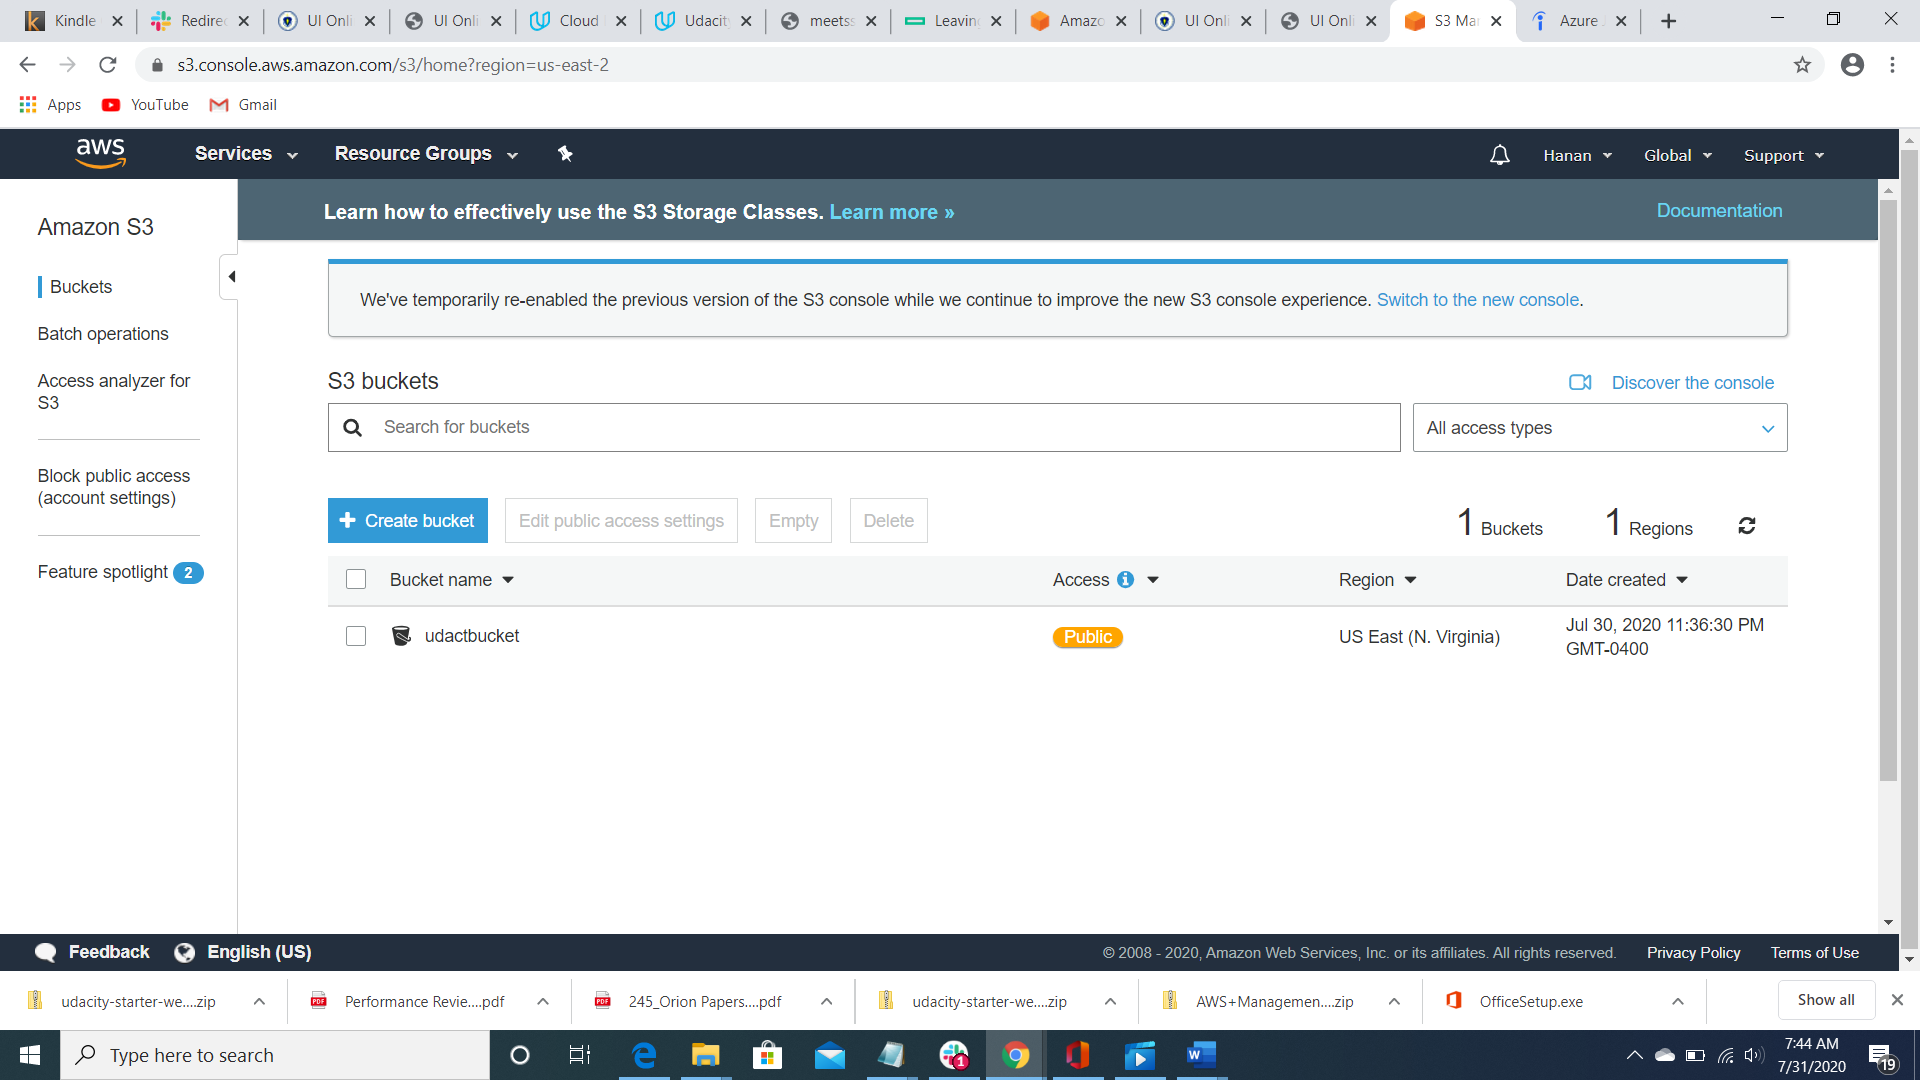 Kindle
Redirec
UI Onli
UI Onli
Cloud
Udacity
meetss
Leaving
Amazo
UI Onli
UI Onli
S3 Mar
Azure
s3.console.aws.amazon.com/s3/home?region=us-east-2
Apps
YouTube
Gmail
aws
Services
Resource Groups
Hanan
Global
Support
Amazon S3
Buckets
Batch operations
Access analyzer for
S3
Block public access
(account settings)
Feature spotlight 2
Learn how to effectively use the S3 Storage Classes. Learn more »
Documentation
We've temporarily re-enabled the previous version of the S3 console while we continue to improve the new S3 console experience. Switch to the new console.
S3 buckets
Discover the console
Search for buckets
All access types
+ Create bucket
Edit public access settings
Empty
Delete
1 Buckets
1 Regions
Bucket name
Access
Region
Date created
udactbucket
Public
US East (N. Virginia)
Jul 30, 2020 11:36:30 PM
GMT-0400
Feedback
English (US)
© 2008 - 2020, Amazon Web Services, Inc. or its affiliates. All rights reserved.
Privacy Policy
Terms of Use
udacity-starter-we....zip
Performance Revie....pdf
245_Orion Papers....pdf
udacity-starter-we....zip
AWS+Managemen....zip
OfficeSetup.exe
Show all
Type here to search
1
7:44 AM
7/31/2020
19